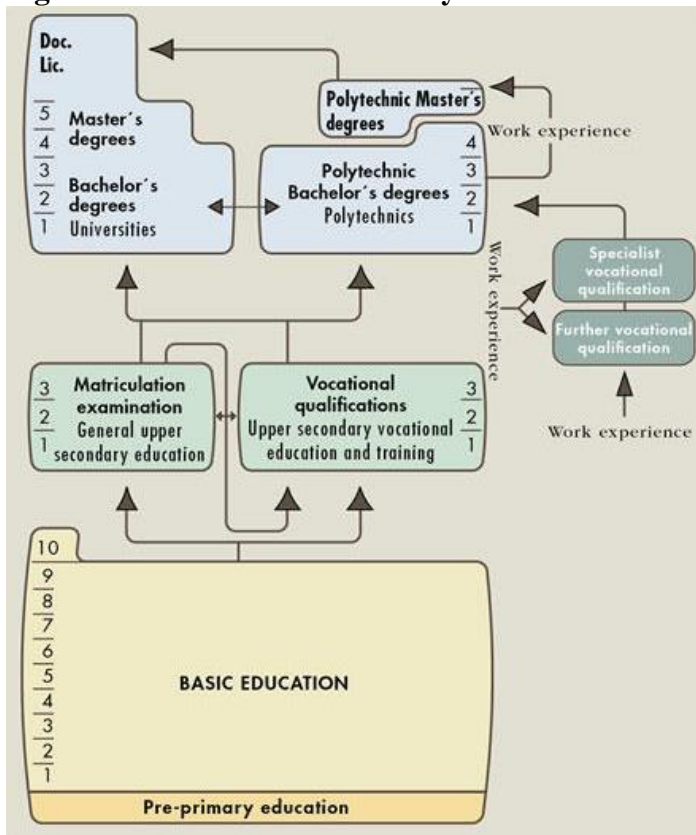 Doc.
Lic.
5
4
3
2
1
Master´s
degrees
Bachelor´s
degrees
Universities
Polytechnic Master´s
degrees
Work experience
Polytechnic
Bachelor´s degrees
Polytechnics
4
3
2
1
Work experience
Specialist
vocational
qualification
Further vocational
qualification
Work experience
3
2
1
Matriculation
examination
General upper
secondary education
Vocational
qualifications
Upper secondary vocational
education and training
3
2
1
10
9
8
7
6
5
4
3
2
1
BASIC EDUCATION
Pre-primary education